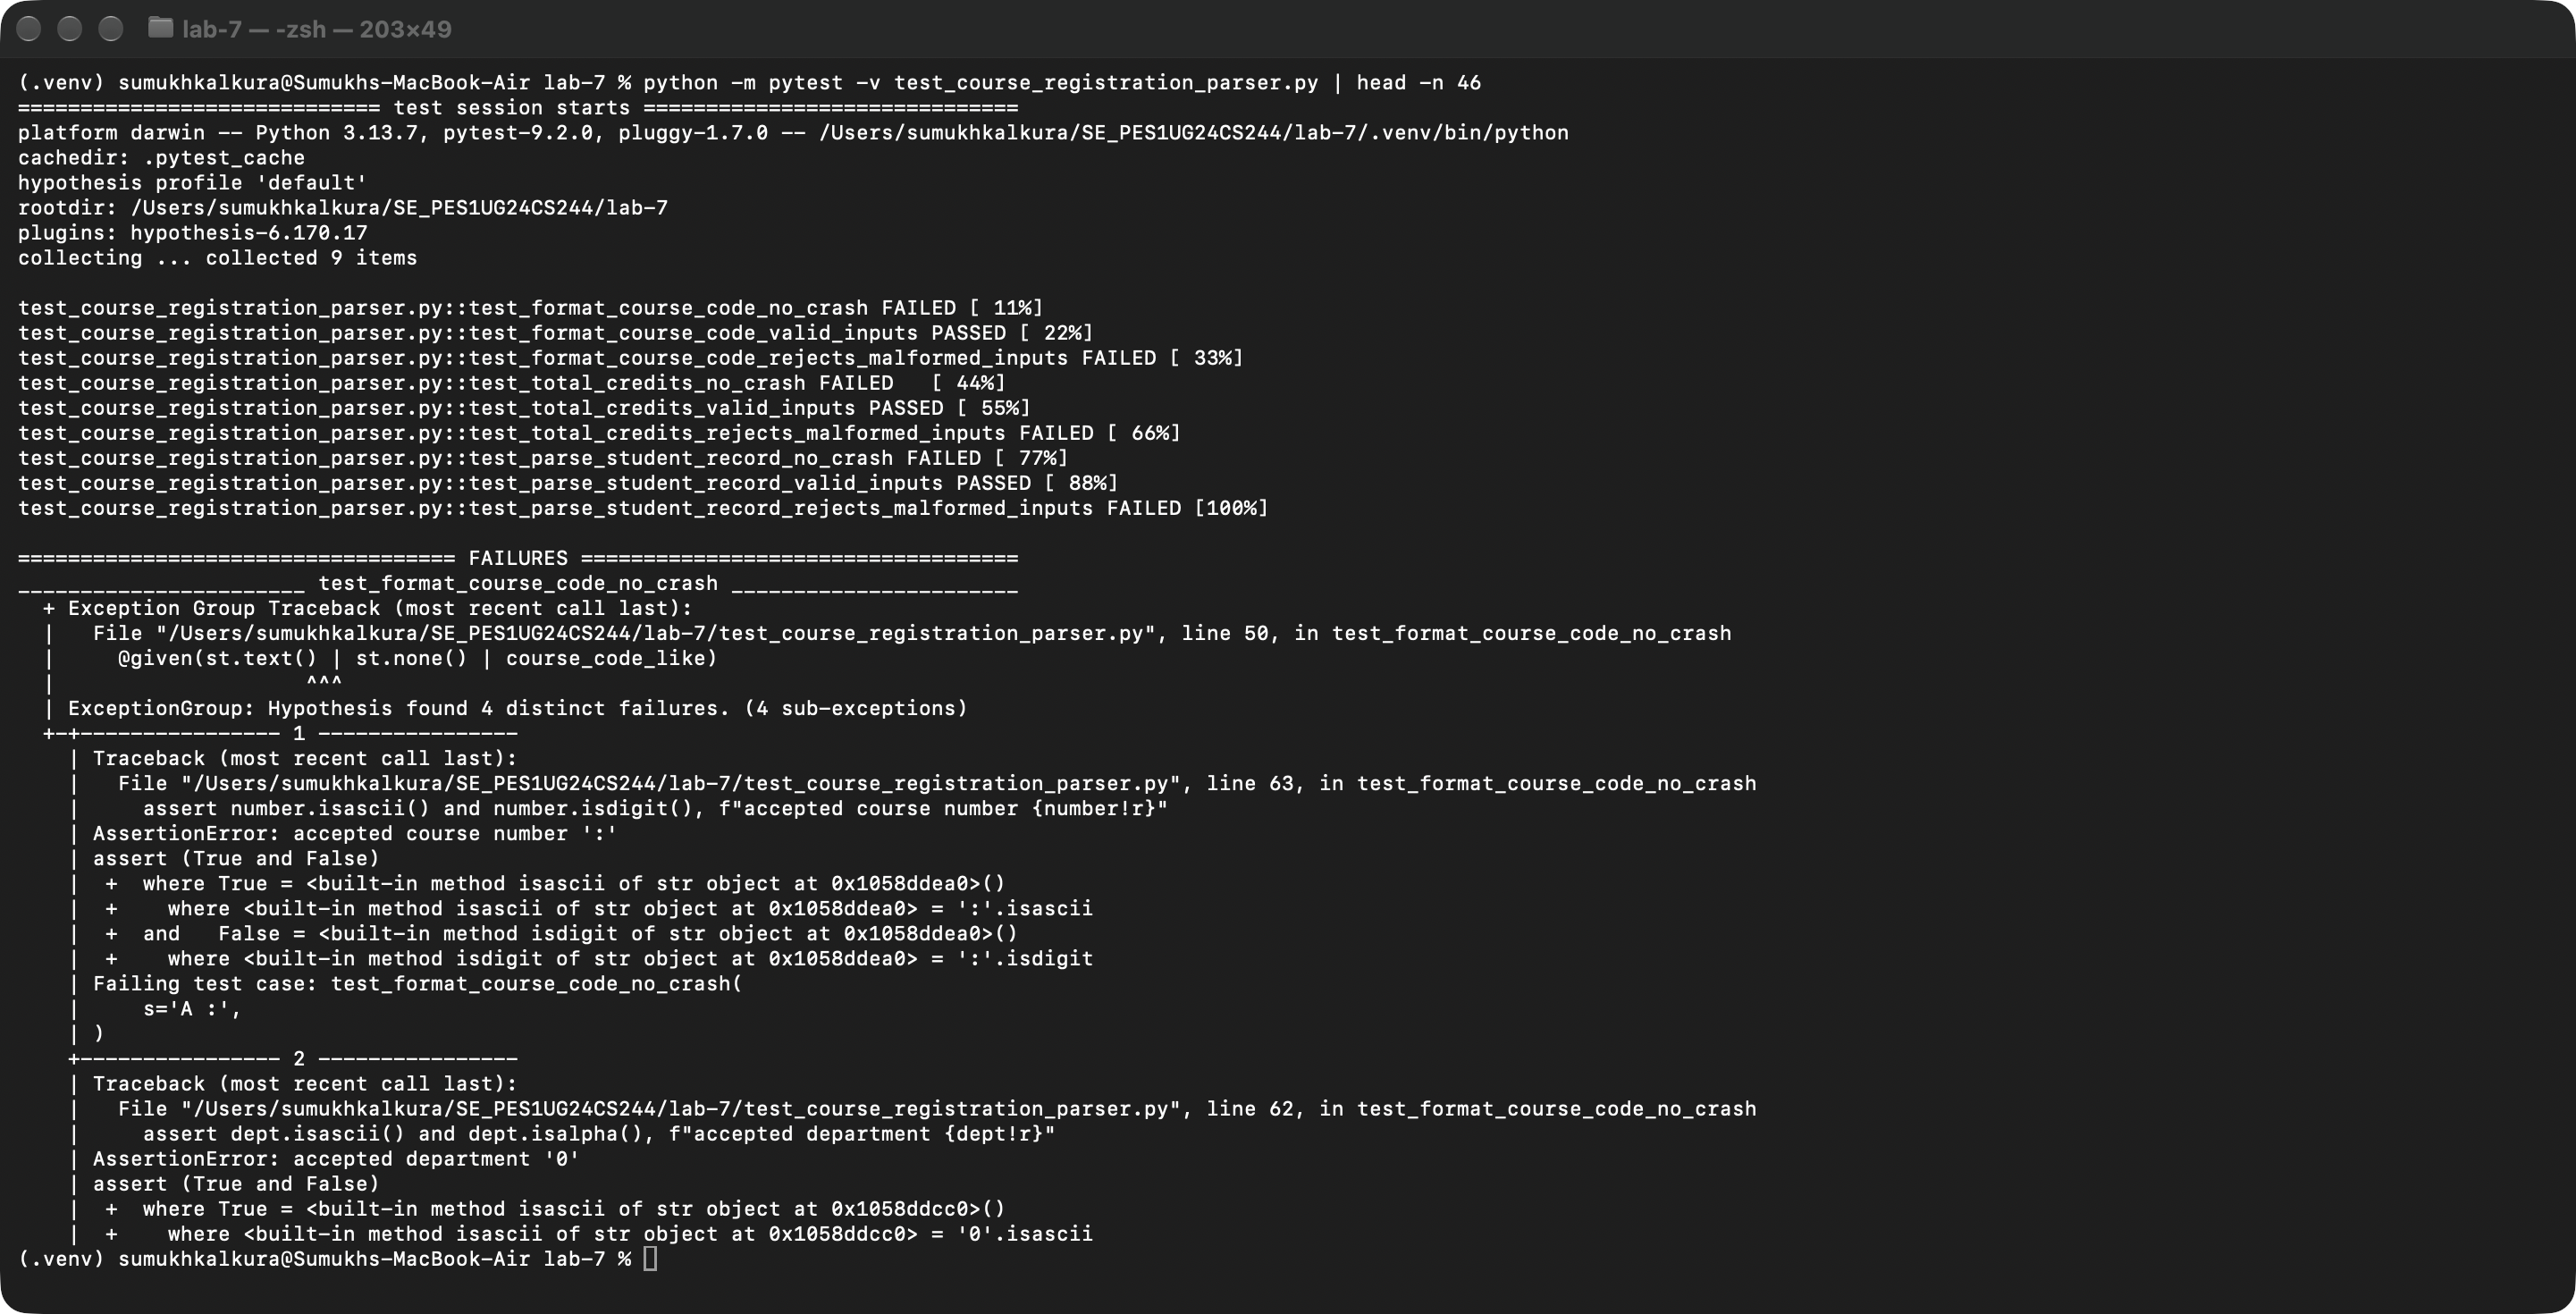 lab-7 — -zsh — 203×49
(.venv) sumukhkalkura@Sumukhs-MacBook-Air lab-7 % python -m pytest -v test_course_registration_parser.py | head -n 46
============================= test session starts ==============================
platform darwin -- Python 3.13.7, pytest-9.2.0, pluggy-1.7.0 -- /Users/sumukhkalkura/SE_PES1UG24CS244/lab-7/.venv/bin/python
cachedir: .pytest_cache
hypothesis profile 'default'
rootdir: /Users/sumukhkalkura/SE_PES1UG24CS244/lab-7
plugins: hypothesis-6.170.17
collecting ... collected 9 items

test_course_registration_parser.py::test_format_course_code_no_crash FAILED [ 11%]
test_course_registration_parser.py::test_format_course_code_valid_inputs PASSED [ 22%]
test_course_registration_parser.py::test_format_course_code_rejects_malformed_inputs FAILED [ 33%]
test_course_registration_parser.py::test_total_credits_no_crash FAILED   [ 44%]
test_course_registration_parser.py::test_total_credits_valid_inputs PASSED [ 55%]
test_course_registration_parser.py::test_total_credits_rejects_malformed_inputs FAILED [ 66%]
test_course_registration_parser.py::test_parse_student_record_no_crash FAILED [ 77%]
test_course_registration_parser.py::test_parse_student_record_valid_inputs PASSED [ 88%]
test_course_registration_parser.py::test_parse_student_record_rejects_malformed_inputs FAILED [100%]

=================================== FAILURES ===================================
_______________________ test_format_course_code_no_crash _______________________
  + Exception Group Traceback (most recent call last):
  |   File "/Users/sumukhkalkura/SE_PES1UG24CS244/lab-7/test_course_registration_parser.py", line 50, in test_format_course_code_no_crash
  |     @given(st.text() | st.none() | course_code_like)
  |                    ^^^
  | ExceptionGroup: Hypothesis found 4 distinct failures. (4 sub-exceptions)
  +-+---------------- 1 ----------------
    | Traceback (most recent call last):
    |   File "/Users/sumukhkalkura/SE_PES1UG24CS244/lab-7/test_course_registration_parser.py", line 63, in test_format_course_code_no_crash
    |     assert number.isascii() and number.isdigit(), f"accepted course number {number!r}"
    | AssertionError: accepted course number ':'
    | assert (True and False)
    |  +  where True = <built-in method isascii of str object at 0x1058ddea0>()
    |  +    where <built-in method isascii of str object at 0x1058ddea0> = ':'.isascii
    |  +  and   False = <built-in method isdigit of str object at 0x1058ddea0>()
    |  +    where <built-in method isdigit of str object at 0x1058ddea0> = ':'.isdigit
    | Failing test case: test_format_course_code_no_crash(
    |     s='A :',
    | )
    +---------------- 2 ----------------
    | Traceback (most recent call last):
    |   File "/Users/sumukhkalkura/SE_PES1UG24CS244/lab-7/test_course_registration_parser.py", line 62, in test_format_course_code_no_crash
    |     assert dept.isascii() and dept.isalpha(), f"accepted department {dept!r}"
    | AssertionError: accepted department '0'
    | assert (True and False)
    |  +  where True = <built-in method isascii of str object at 0x1058ddcc0>()
    |  +    where <built-in method isascii of str object at 0x1058ddcc0> = '0'.isascii
(.venv) sumukhkalkura@Sumukhs-MacBook-Air lab-7 %